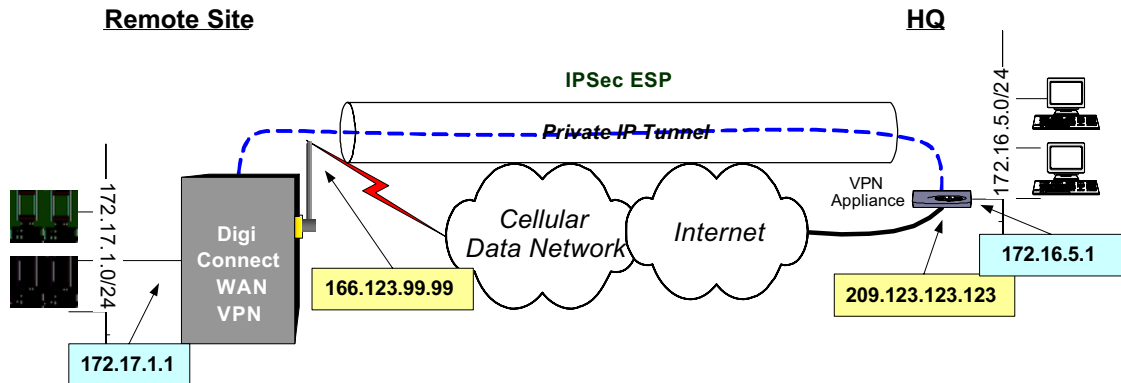 Remote Site
HQ
IPSec ESP
Private IP Tunnel
172.16.5.0/24
VPN
Appliance
172.17.1.0/24
Digi
Connect
WAN
VPN
Cellular
Data Network
Internet
172.16.5.1
166.123.99.99
209.123.123.123
172.17.1.1